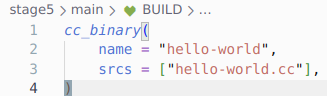 stage5 > main > BUILD > ...
1 cc_binary(
2     name = "hello-world",
3     srcs = ["hello-world.cc"],
4 )